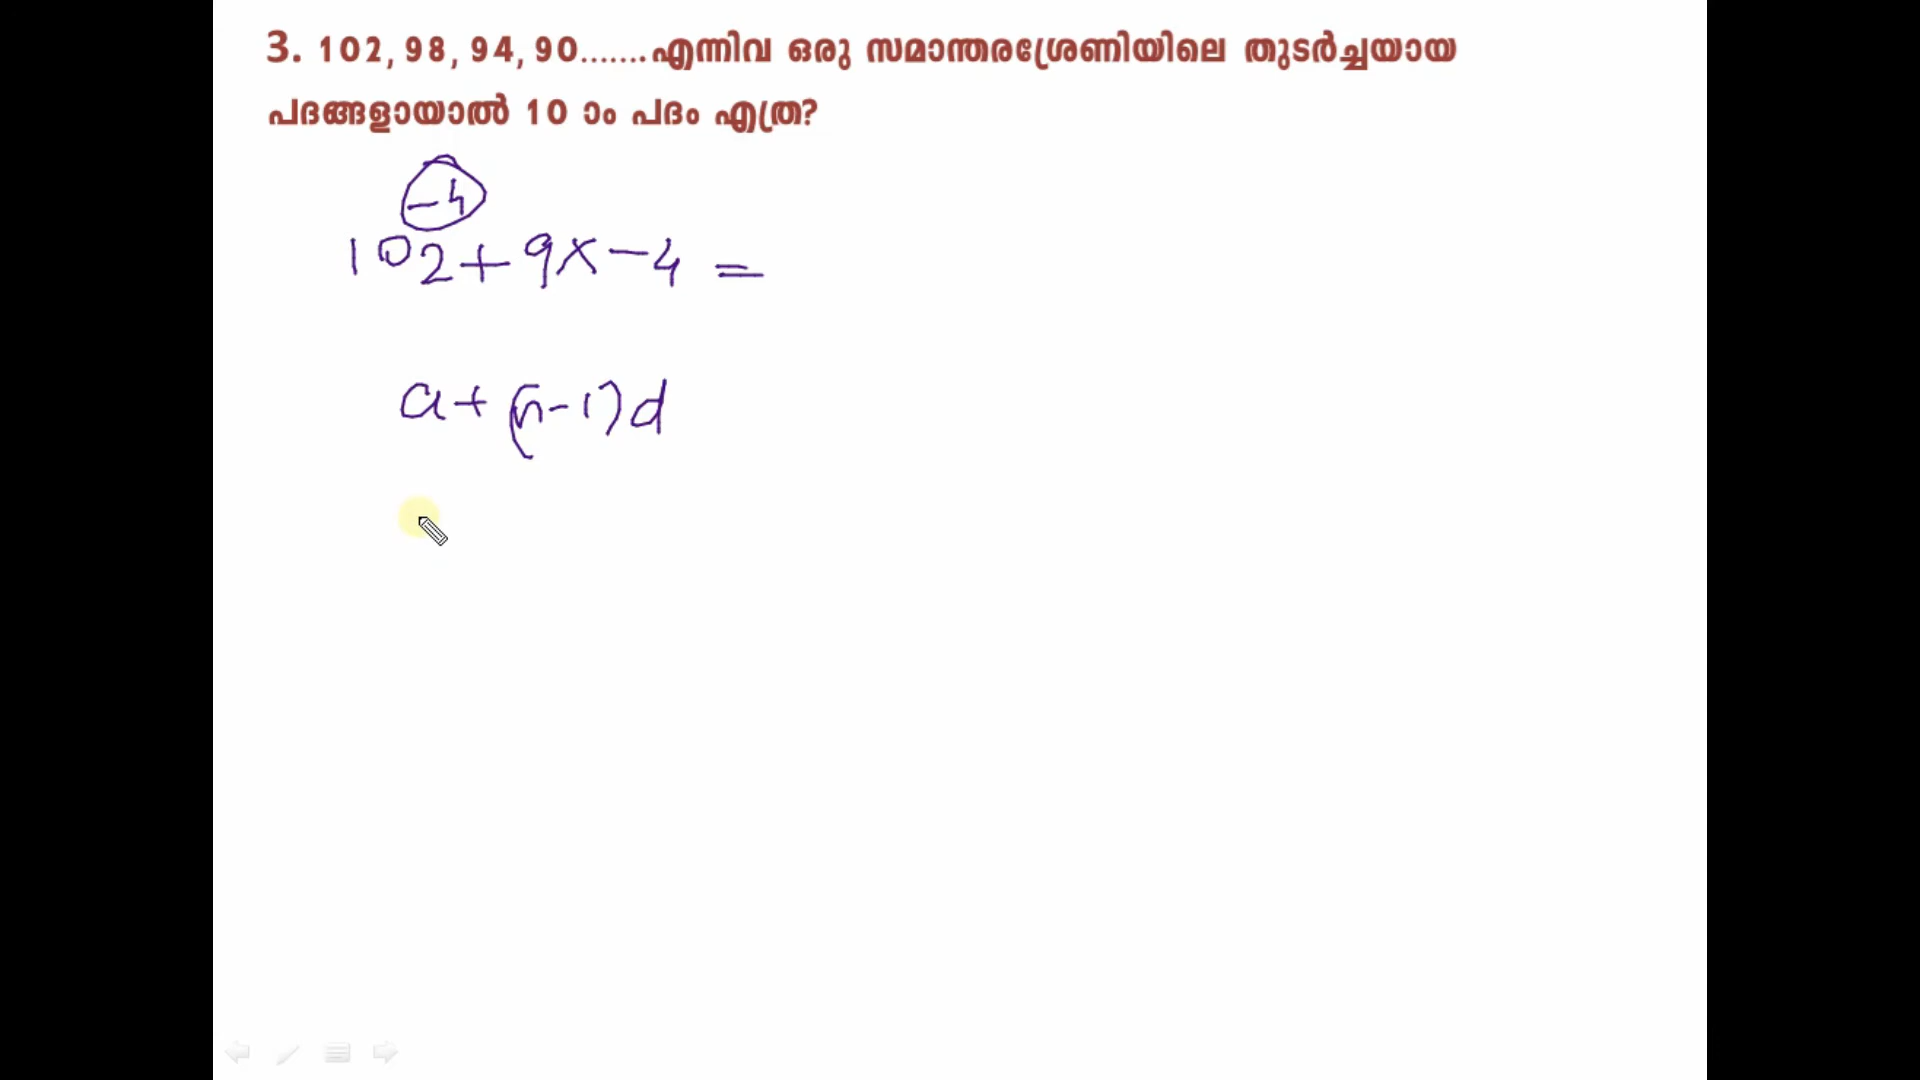 3. 102, 98, 94, 90.......എന്നിവ ഒരു സമാന്തരശ്രേണിയിലെ തുടർച്ചയായ
പദങ്ങളായാൽ 10 ാം പദം എത്ര?
-4
102+9x-4 =
a+(n-1)d